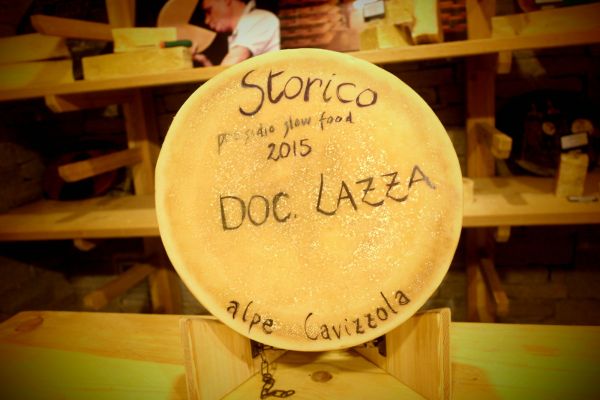 Storico
presidio slow food
2015
DOC. LAZZA
alpe Cavizzola